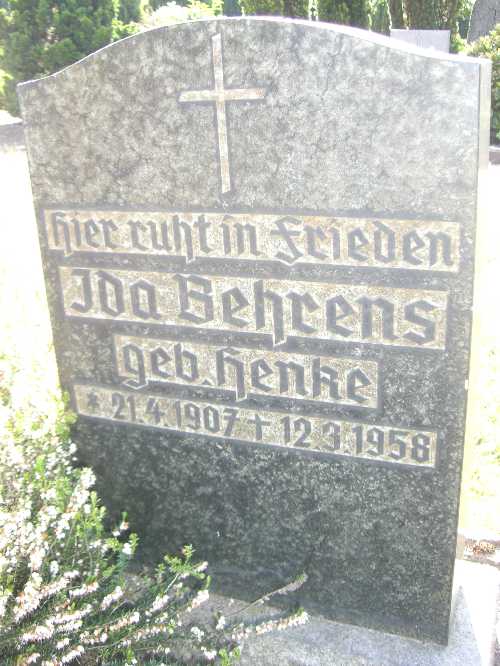 Hier ruht in Frieden
Ida Behrens
geb. Henke
* 21.4.1907 + 12.3.1958